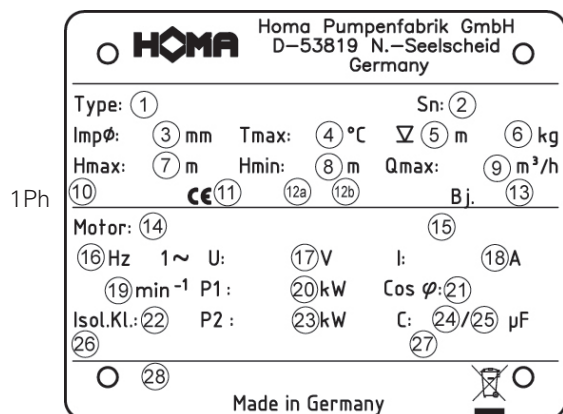 HOMA Homa Pumpenfabrik GmbH
D-53819 N.-Seelscheid
Germany
Type: 1 Sn: 2
Impø: 3 mm Tmax: 4 °C ∇ 5 m 6 kg
Hmax: 7 m Hmin: 8 m Qmax: 9 m³/h
1Ph
10 CE 11 12a 12b Bj. 13
Motor: 14 15
16 Hz 1~ U: 17 V I: 18 A
19 min⁻¹ P1: 20 kW Cos φ: 21
Isol.Kl.: 22 P2: 23 kW C: 24/25 µF
26 27
28
Made in Germany